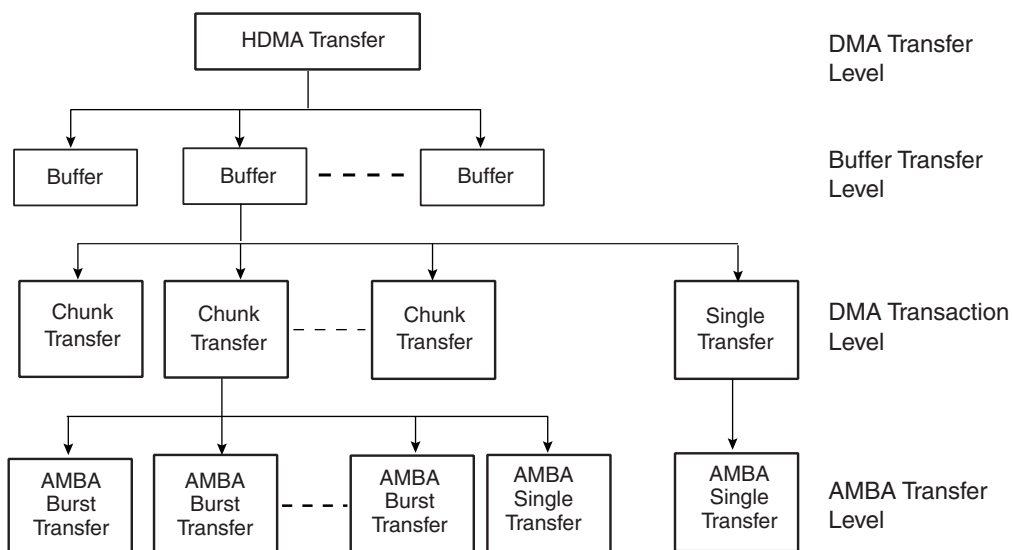 HDMA Transfer
DMA Transfer
Level
Buffer
Buffer
Buffer
Buffer Transfer
Level
Chunk
Transfer
Chunk
Transfer
Chunk
Transfer
Single
Transfer
DMA Transaction
Level
AMBA
Burst
Transfer
AMBA
Burst
Transfer
AMBA
Burst
Transfer
AMBA
Single
Transfer
AMBA
Single
Transfer
AMBA Transfer
Level